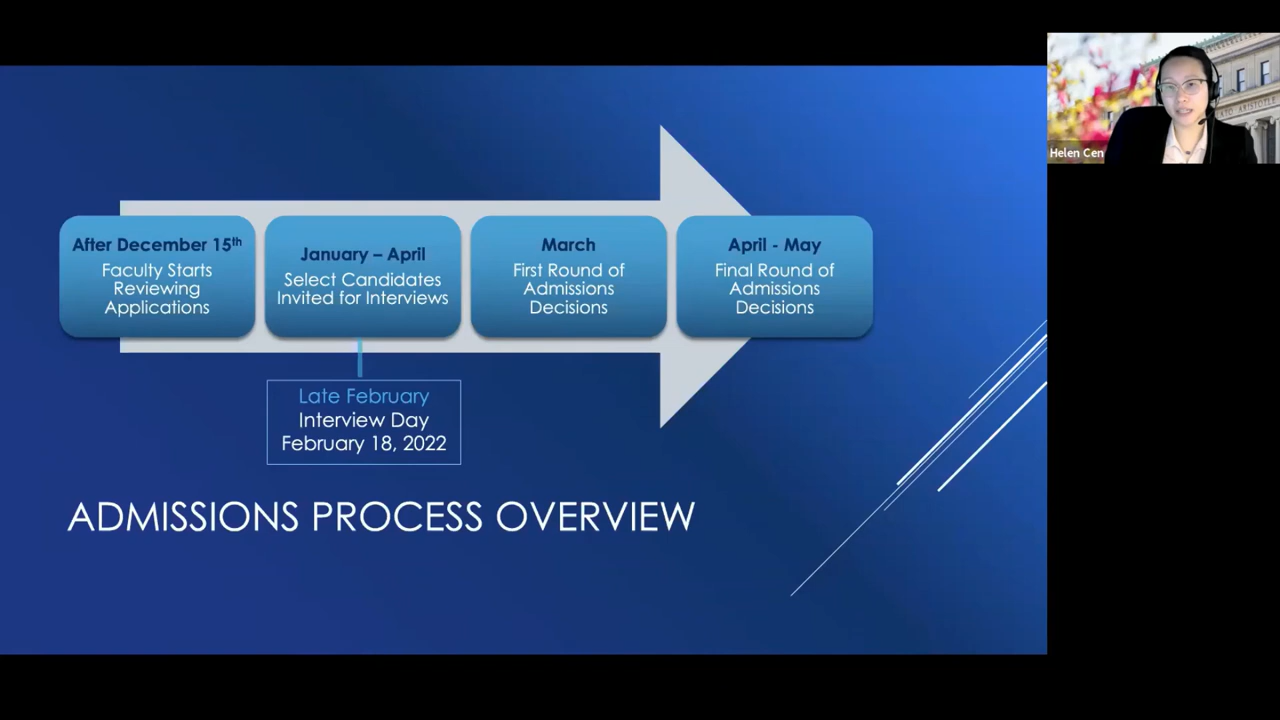 After December 15th
Faculty Starts
Reviewing
Applications
January – April
Select Candidates
Invited for Interviews
March
First Round of
Admissions
Decisions
April - May
Final Round of
Admissions
Decisions
Late February
Interview Day
February 18, 2022
ADMISSIONS PROCESS OVERVIEW
Helen Cen
ARISTOTLE